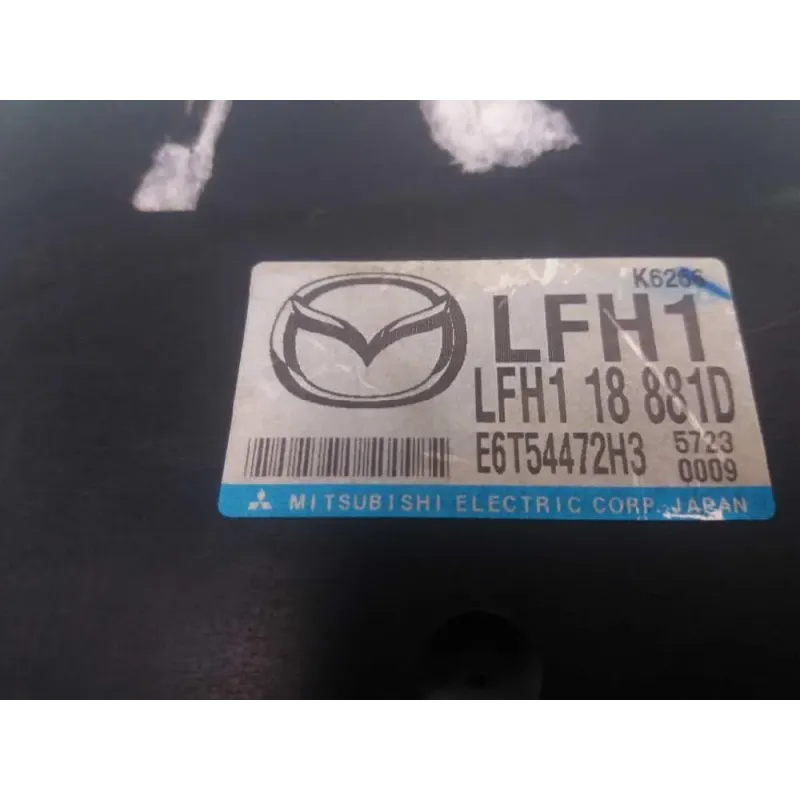 K6266
LFH1
LFH1 18 881D
E6T54472H3 5723
0009
MITSUBISHI ELECTRIC CORP. JAPAN